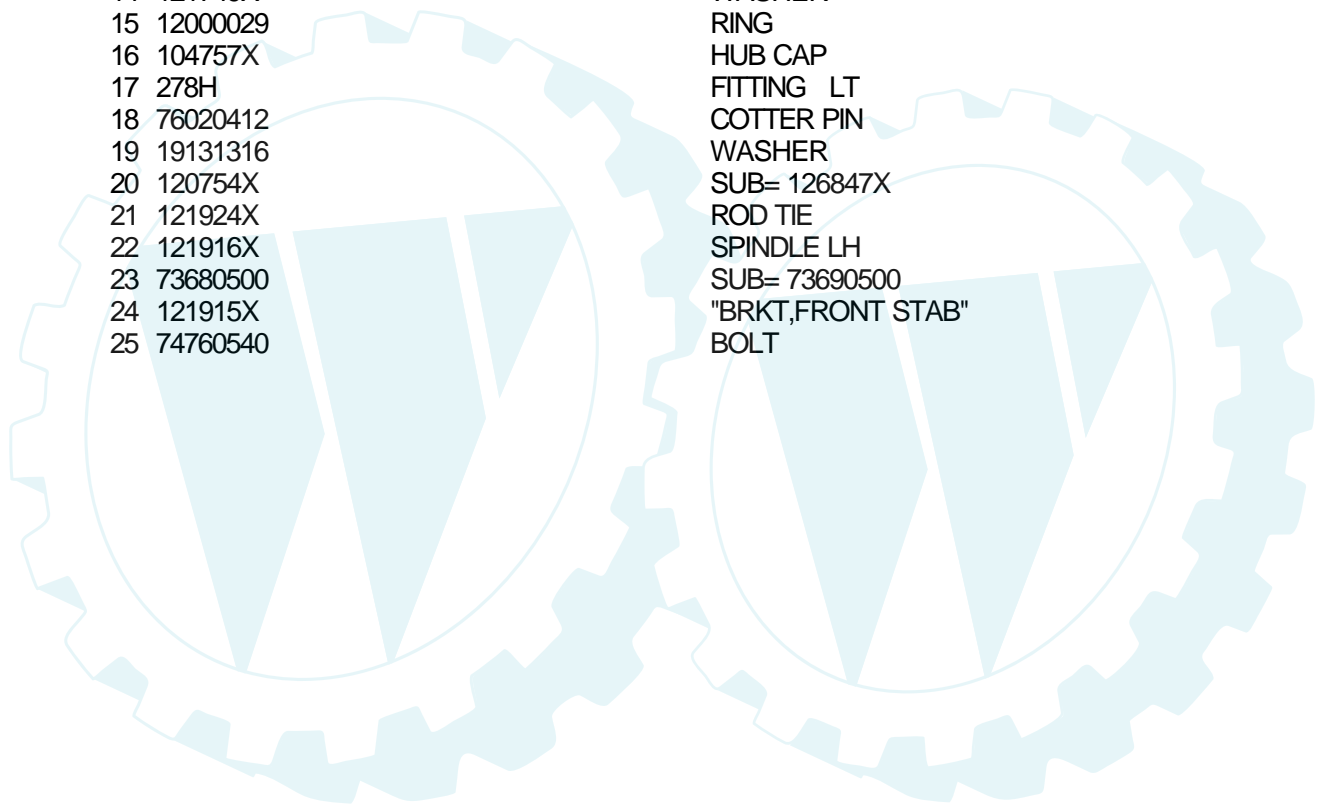 15 12000029 RING
16 104757X HUB CAP
17 278H FITTING LT
18 76020412 COTTER PIN
19 19131316 WASHER
20 120754X SUB= 126847X
21 121924X ROD TIE
22 121916X SPINDLE LH
23 73680500 SUB= 73690500
24 121915X "BRKT,FRONT STAB"
25 74760540 BOLT